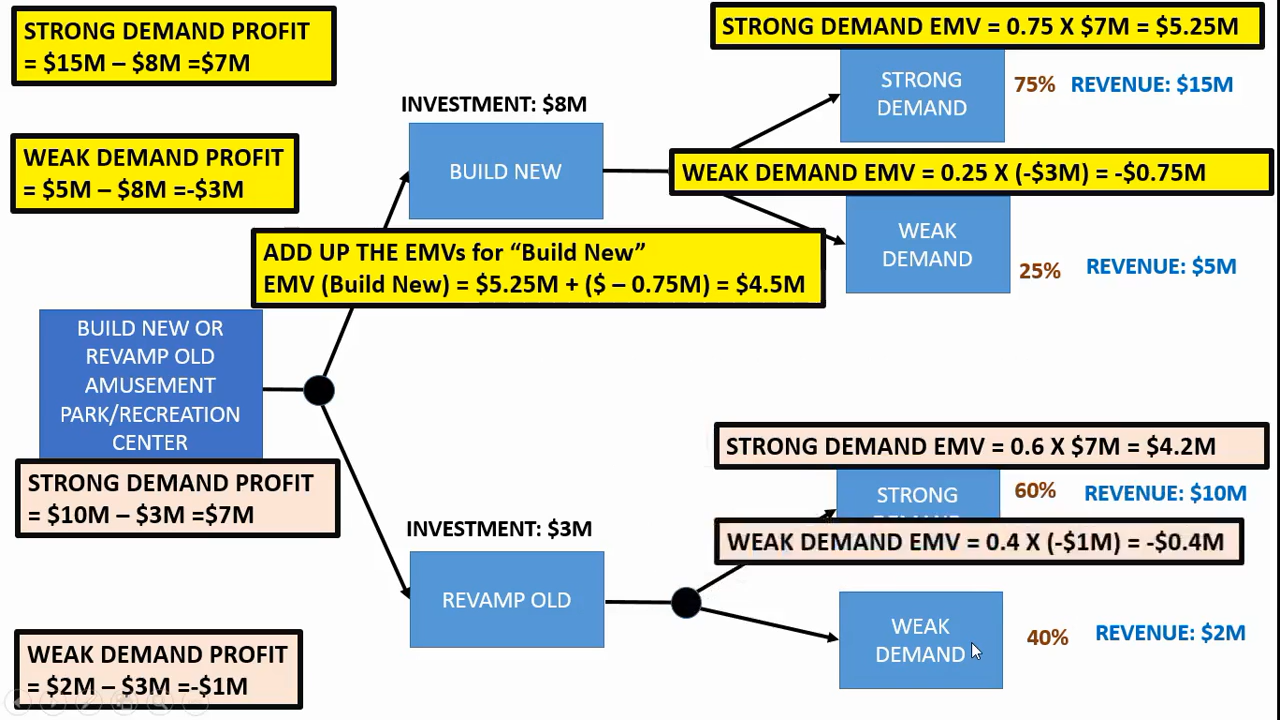 STRONG DEMAND PROFIT
= $15M – $8M =$7M
STRONG DEMAND EMV = 0.75 X $7M = $5.25M
STRONG
DEMAND
75%
REVENUE: $15M
INVESTMENT: $8M
BUILD NEW
WEAK DEMAND PROFIT
= $5M – $8M =-$3M
WEAK DEMAND EMV = 0.25 X (-$3M) = -$0.75M
WEAK
DEMAND
25%
REVENUE: $5M
ADD UP THE EMVs for “Build New”
EMV (Build New) = $5.25M + ($ – 0.75M) = $4.5M
BUILD NEW OR
REVAMP OLD
AMUSEMENT
PARK/RECREATION
CENTER
STRONG DEMAND EMV = 0.6 X $7M = $4.2M
STRONG DEMAND PROFIT
= $10M – $3M =$7M
STRONG
DEMAND
60%
REVENUE: $10M
INVESTMENT: $3M
REVAMP OLD
WEAK DEMAND EMV = 0.4 X (-$1M) = -$0.4M
WEAK
DEMAND
40%
REVENUE: $2M
WEAK DEMAND PROFIT
= $2M – $3M =-$1M